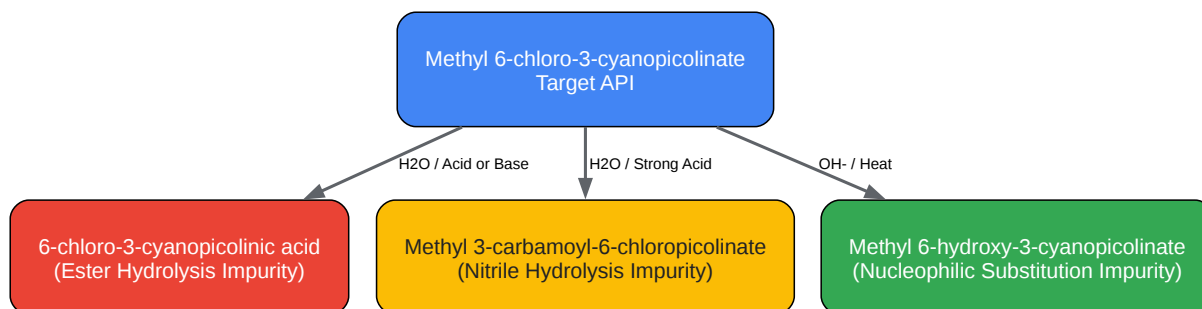 Methyl 6-chloro-3-cyanopicolinate
Target API
H2O / Acid or Base
H2O / Strong Acid
OH- / Heat
6-chloro-3-cyanopicolinic acid
(Ester Hydrolysis Impurity)
Methyl 3-carbamoyl-6-chloropicolinate
(Nitrile Hydrolysis Impurity)
Methyl 6-hydroxy-3-cyanopicolinate
(Nucleophilic Substitution Impurity)